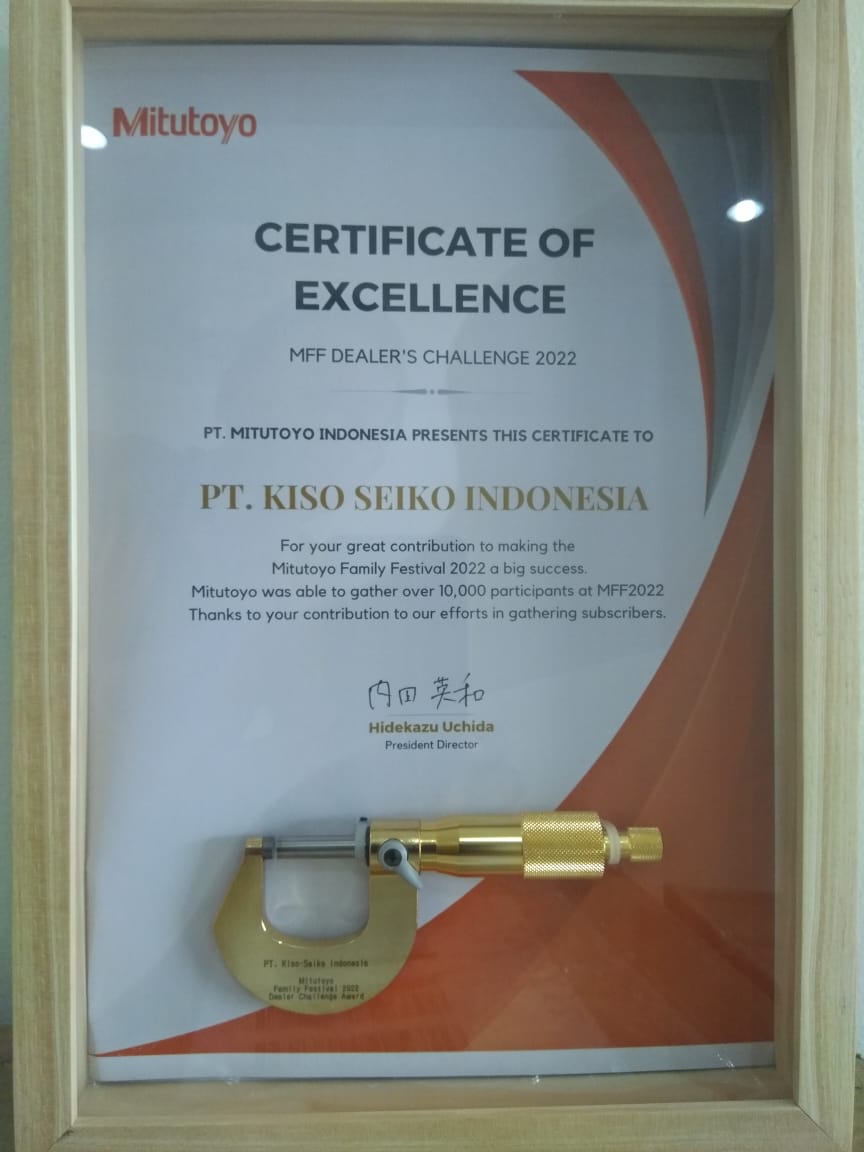 Mitutoyo
CERTIFICATE OF
EXCELLENCE
MFF DEALER'S CHALLENGE 2022
PT. MITUTOYO INDONESIA PRESENTS THIS CERTIFICATE TO
PT. KISO SEIKO INDONESIA
For your great contribution to making the
Mitutoyo Family Festival 2022 a big success.
Mitutoyo was able to gather over 10,000 participants at MFF2022
Thanks to your contribution to our efforts in gathering subscribers.
内田 英和
Hidekazu Uchida
President Director
PT. Kiso-Seiko Indonesia
Mitutoyo
Family Festival 2022
Dealer Challenge Award